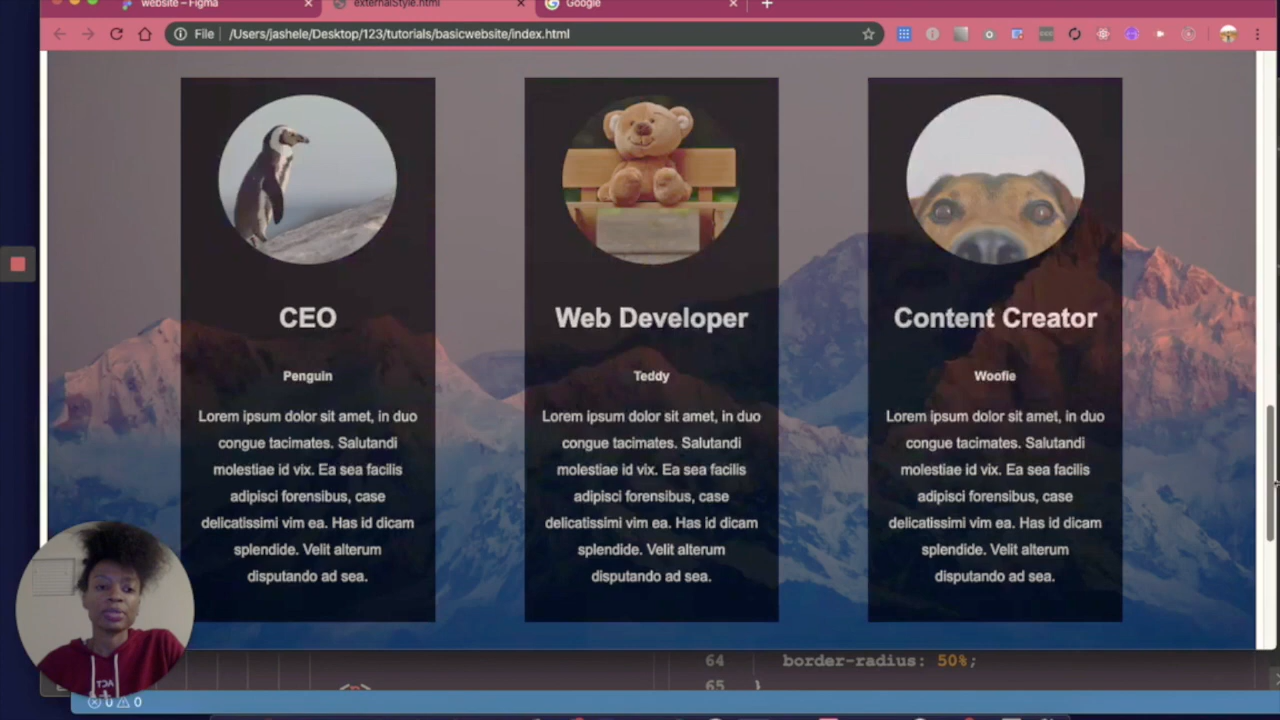 website – Figma
externalStyle.html
Google
File
/Users/jashele/Desktop/123/tutorials/basicwebsite/index.html
CEO
Web Developer
Content Creator
Penguin
Teddy
Woofie
Lorem ipsum dolor sit amet, in duo
congue tacimates. Salutandi
molestiae id vix. Ea sea facilis
adipisci forensibus, case
delicatissimi vim ea. Has id dicam
splendide. Velit alterum
disputando ad sea.
Lorem ipsum dolor sit amet, in duo
congue tacimates. Salutandi
molestiae id vix. Ea sea facilis
adipisci forensibus, case
delicatissimi vim ea. Has id dicam
splendide. Velit alterum
disputando ad sea.
Lorem ipsum dolor sit amet, in duo
congue tacimates. Salutandi
molestiae id vix. Ea sea facilis
adipisci forensibus, case
delicatissimi vim ea. Has id dicam
splendide. Velit alterum
disputando ad sea.
64 border-radius: 50%;
65 }
0 0